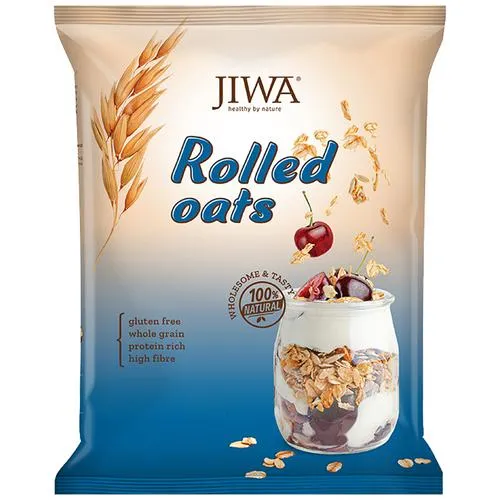 JIWA®
healthy by nature
Rolled
oats
WHOLESOME & TASTY
100%
NATURAL
gluten free
whole grain
protein rich
high fibre